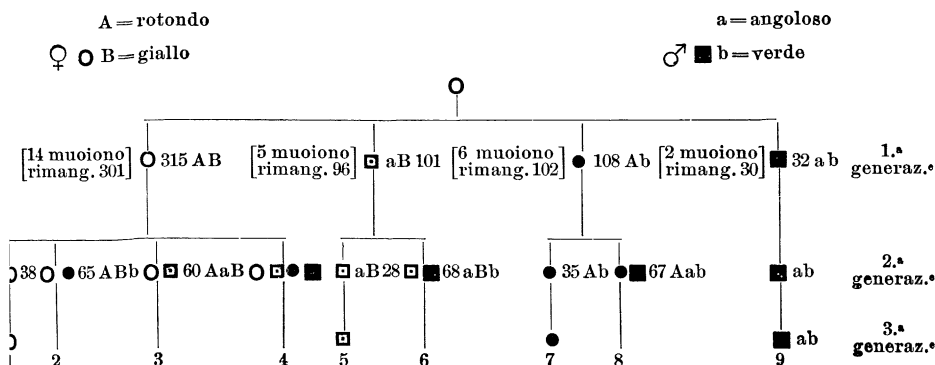 A = rotondo a = angoloso
♀ O B = giallo ♂ ■ b = verde
[14 muoiono 315 AB [5 muoiono aB 101 [6 muoiono 108 Ab [2 muoiono 32 ab 1.ª
rimang. 301] rimang. 96] rimang. 102] rimang. 30] generaz.e
38 65 ABb 60 AaB aB 28 68 aBb 35 Ab 67 Aab ab 2.ª
generaz.e
ab 3.ª
generaz.e
2 3 4 5 6 7 8 9